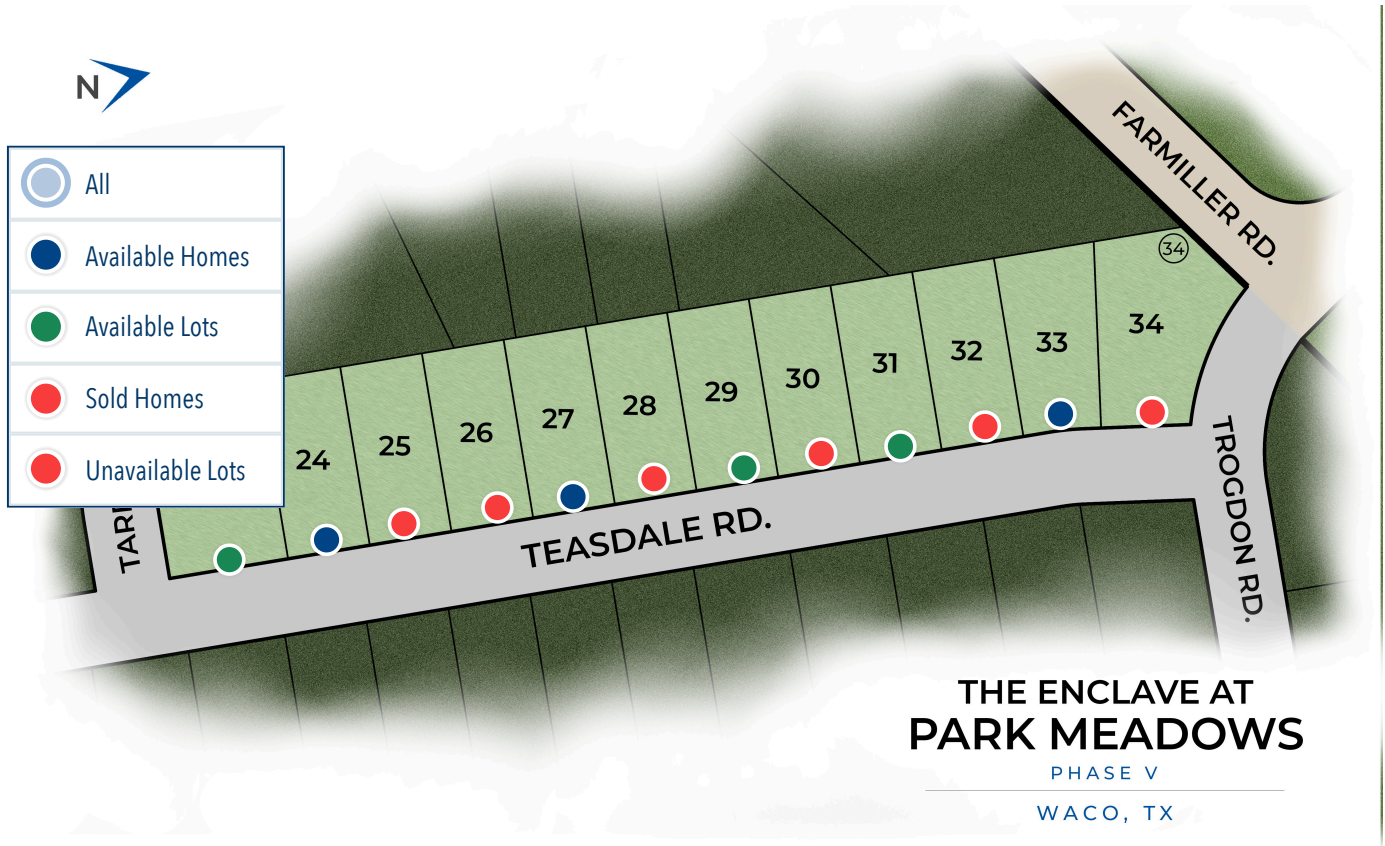 N
All
Available Homes
Available Lots
Sold Homes
Unavailable Lots
FARMILLER RD.
34
34
33
32
31
30
29
28
27
26
25
24
TEASDALE RD.
TROGDON RD.
THE ENCLAVE AT
PARK MEADOWS
PHASE V
WACO, TX